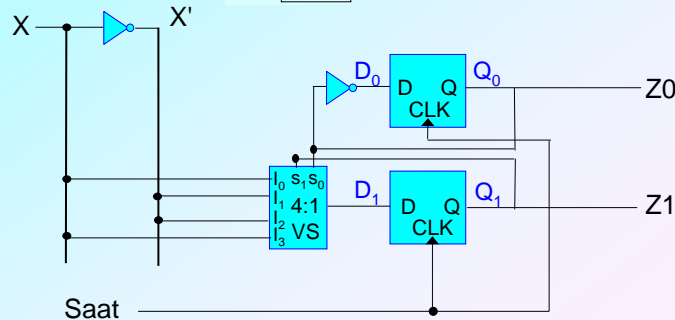 X
X'
D₀
Q₀
D Q
CLK
Z0
I₀ s₁ s₀
I₁
4:1
I₂
I₃ VS
D₁
Q₁
D Q
CLK
Z1
Saat